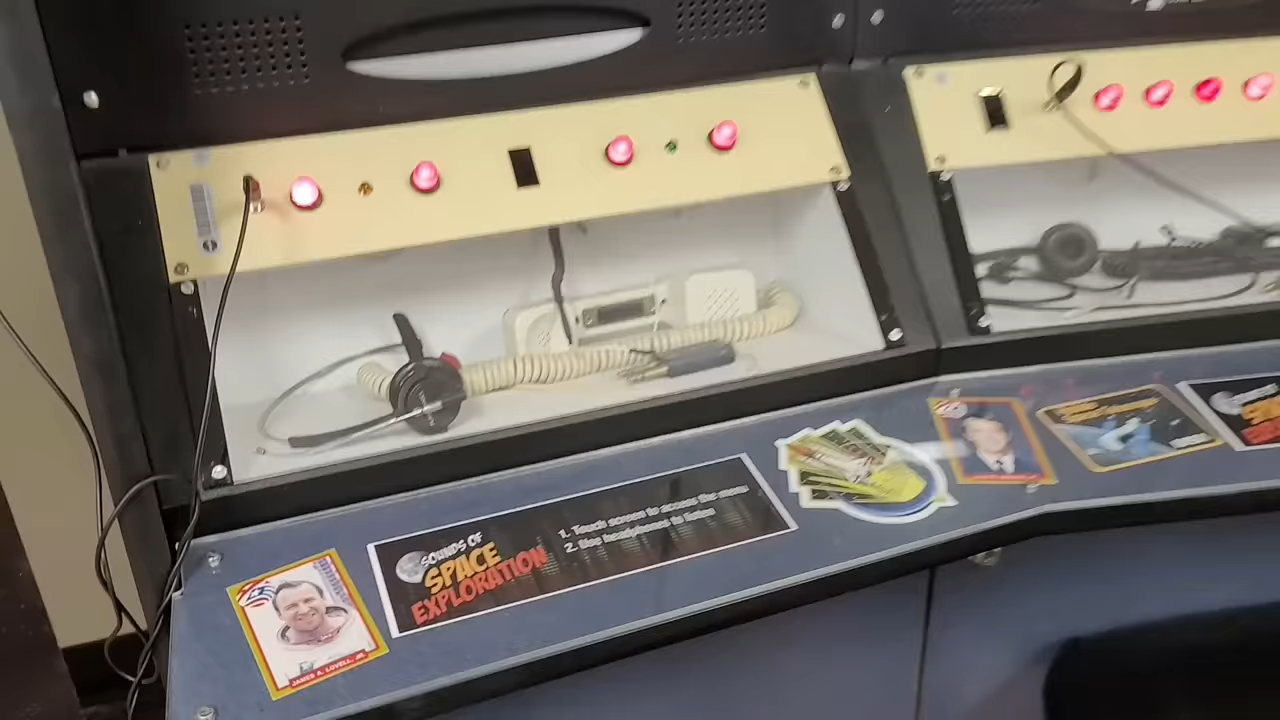 SOUNDS OF
SPACE
EXPLORATION
1. Touch screen to access the menu
2. Use headphones to listen
JAMES A. LOVELL, JR.